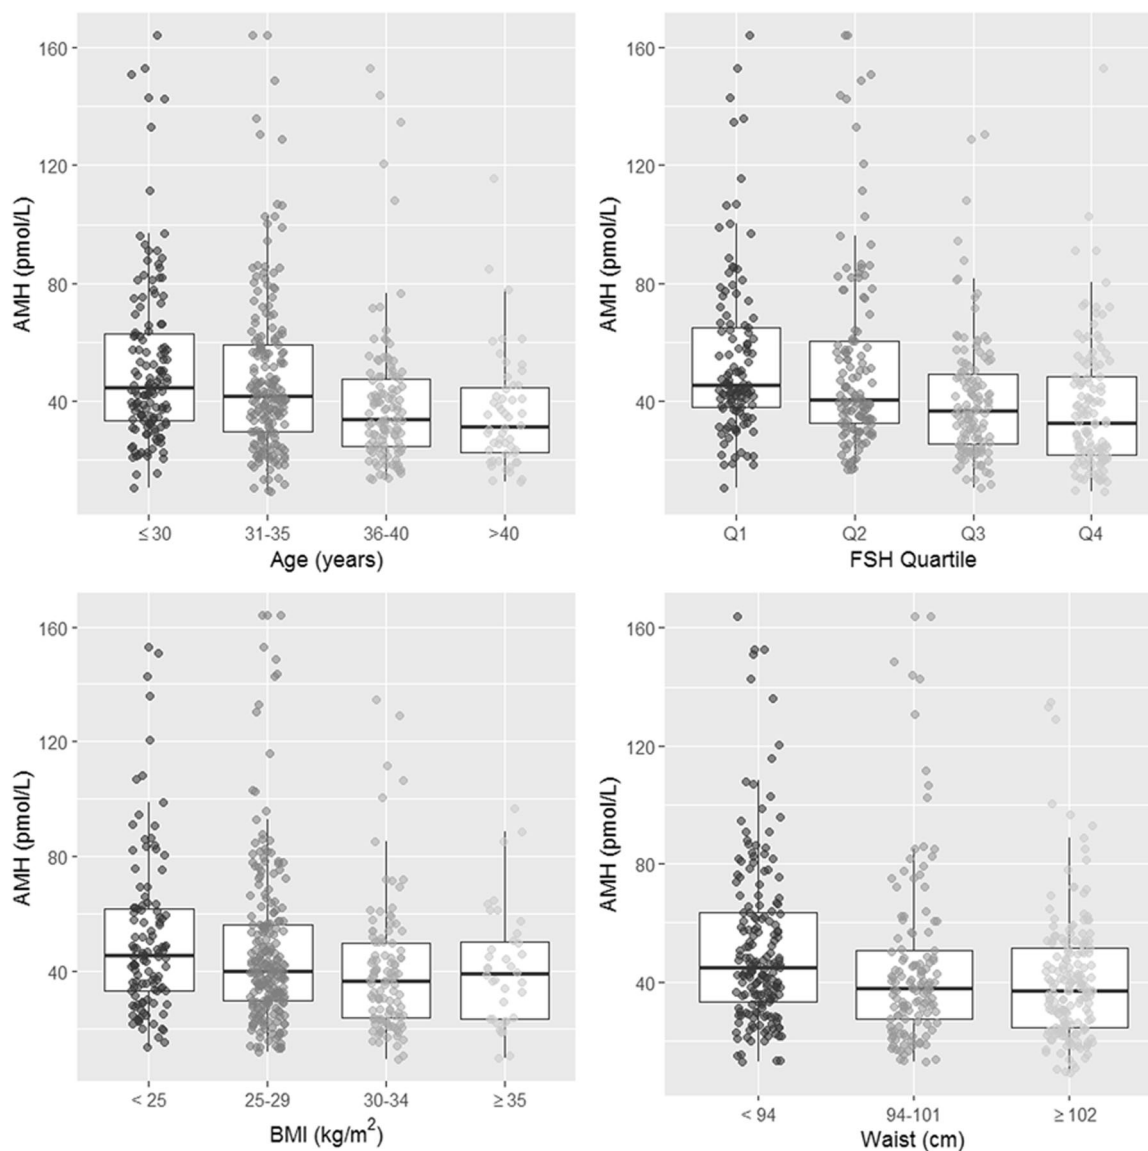 AMH (pmol/L)
160
120
80
40
≤ 30
31-35
36-40
>40
Age (years)
AMH (pmol/L)
160
120
80
40
Q1
Q2
Q3
Q4
FSH Quartile
AMH (pmol/L)
160
120
80
40
< 25
25-29
30-34
≥ 35
BMI (kg/m²)
AMH (pmol/L)
160
120
80
40
< 94
94-101
≥ 102
Waist (cm)